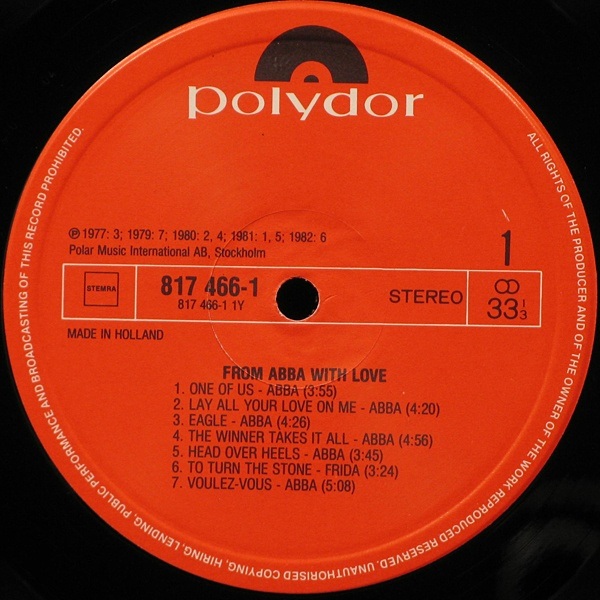 polydor
℗ 1977: 3; 1979: 7; 1980: 2, 4; 1981: 1, 5; 1982: 6
Polar Music International AB, Stockholm
1
STEMRA
817 466-1
817 466-1 1Y
STEREO
33 1/3
MADE IN HOLLAND
FROM ABBA WITH LOVE
1. ONE OF US - ABBA (3:55)
2. LAY ALL YOUR LOVE ON ME - ABBA (4:20)
3. EAGLE - ABBA (4:26)
4. THE WINNER TAKES IT ALL - ABBA (4:56)
5. HEAD OVER HEELS - ABBA (3:45)
6. TO TURN THE STONE - FRIDA (3:24)
7. VOULEZ-VOUS - ABBA (5:08)
ALL RIGHTS OF THE PRODUCER AND OF THE OWNER OF THE WORK REPRODUCED RESERVED. UNAUTHORISED COPYING, HIRING, LENDING, PUBLIC PERFORMANCE AND BROADCASTING OF THIS RECORD PROHIBITED.